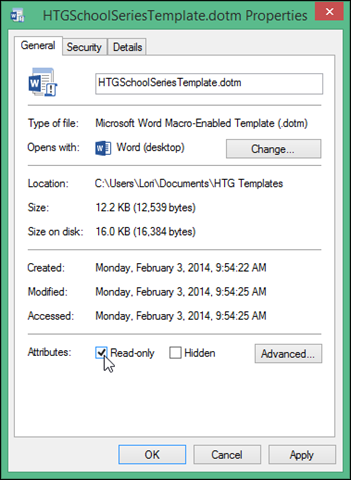 HTGSchoolSeriesTemplate.dotm Properties
General Security Details
HTGSchoolSeriesTemplate.dotm
Type of file: Microsoft Word Macro-Enabled Template (.dotm)
Opens with: Word (desktop) Change...
Location: C:\Users\Lori\Documents\HTG Templates
Size: 12.2 KB (12,539 bytes)
Size on disk: 16.0 KB (16,384 bytes)
Created: Monday, February 3, 2014, 9:54:22 AM
Modified: Monday, February 3, 2014, 9:54:25 AM
Accessed: Monday, February 3, 2014, 9:54:25 AM
Attributes: Read-only Hidden Advanced...
OK Cancel Apply